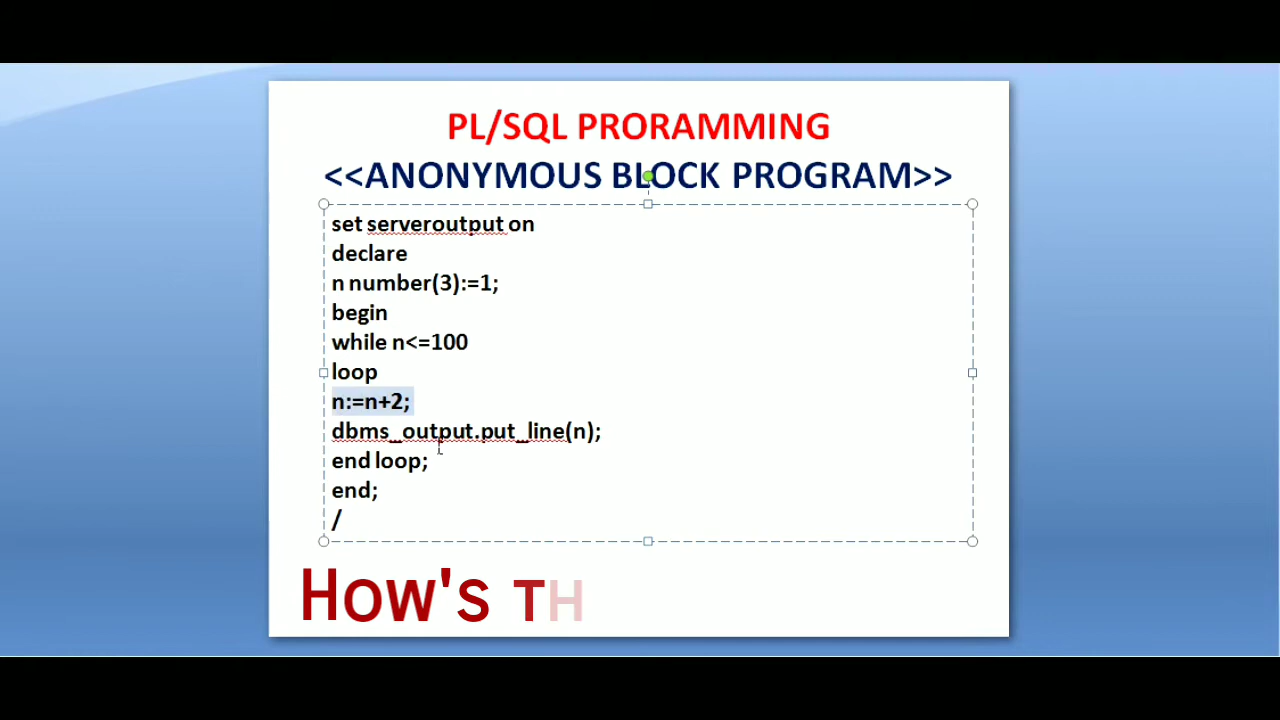 PL/SQL PRORAMMING
<<ANONYMOUS BLOCK PROGRAM>>
set serveroutput on
declare
n number(3):=1;
begin
while n<=100
loop
n:=n+2;
dbms_output.put_line(n);
end loop;
end;
/
How's TH